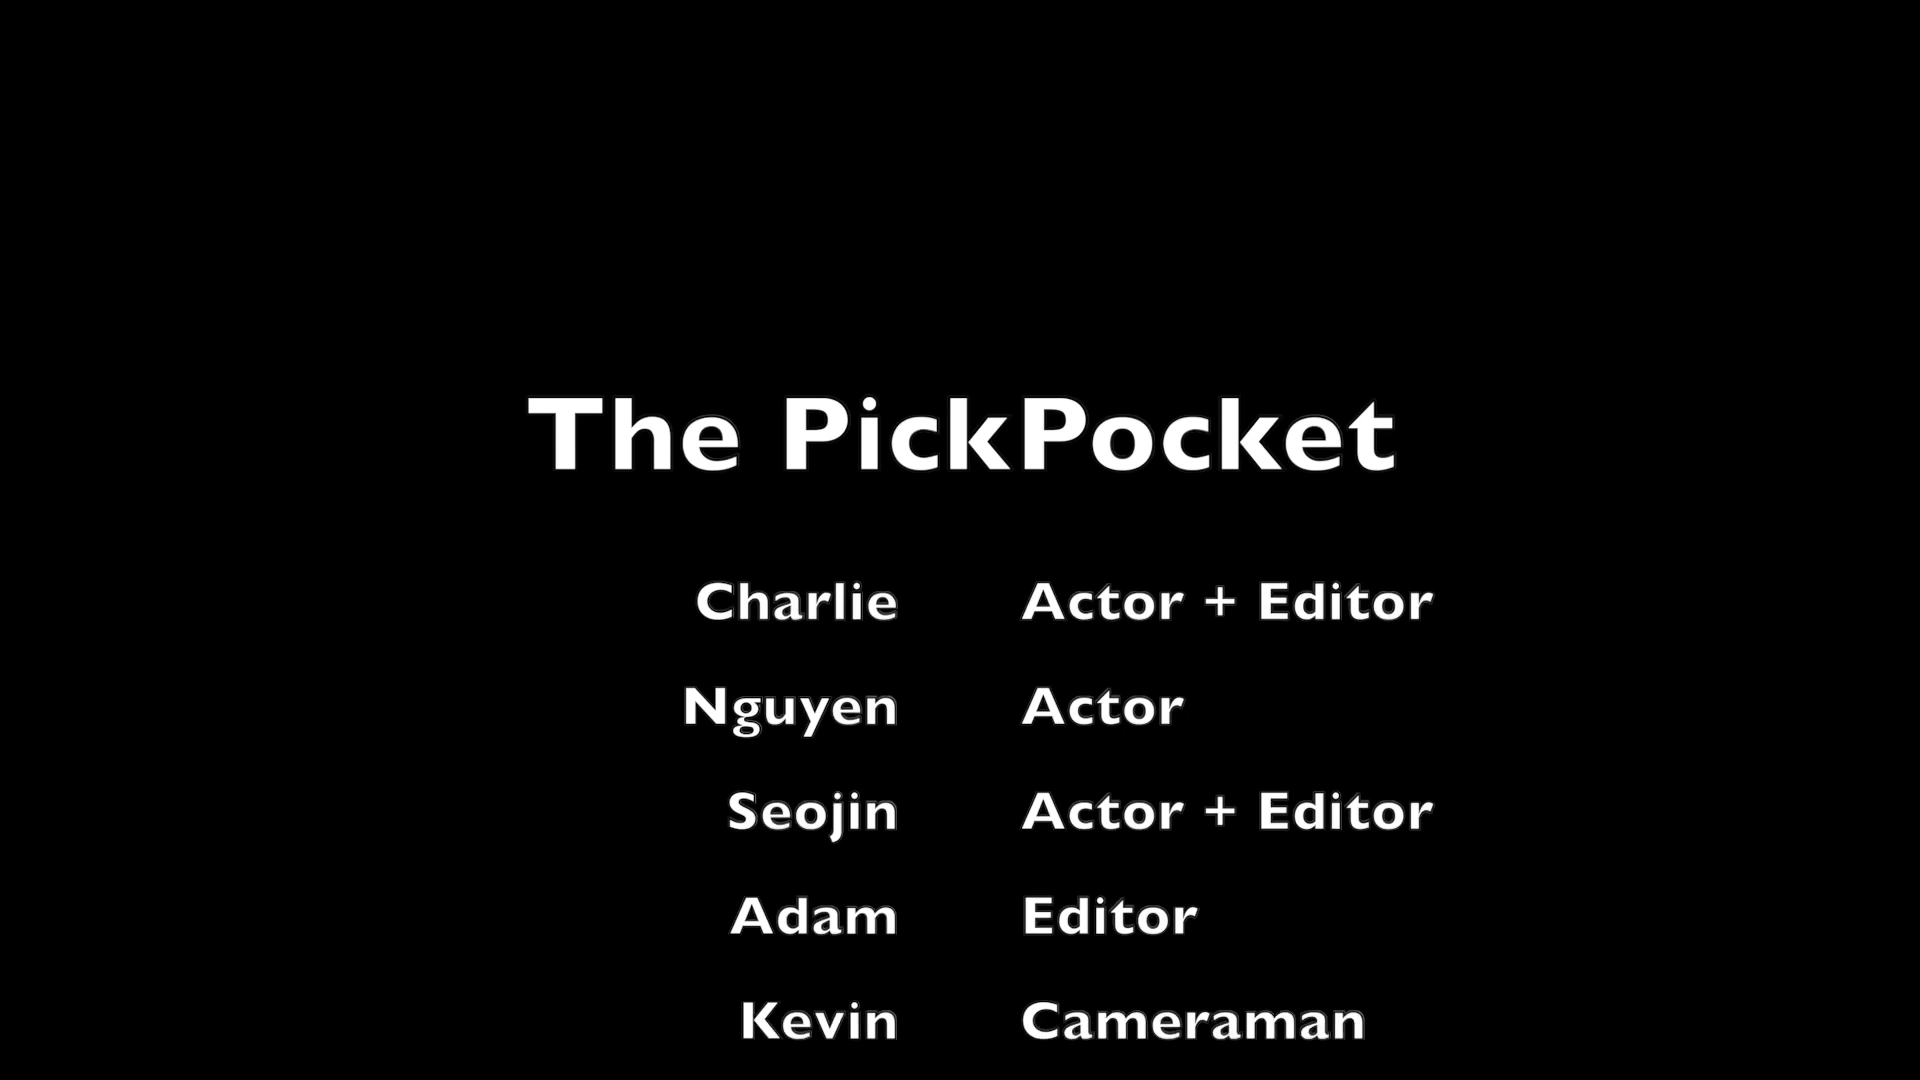 The PickPocket
Charlie Actor + Editor
Nguyen Actor
Seojin Actor + Editor
Adam Editor
Kevin Cameraman